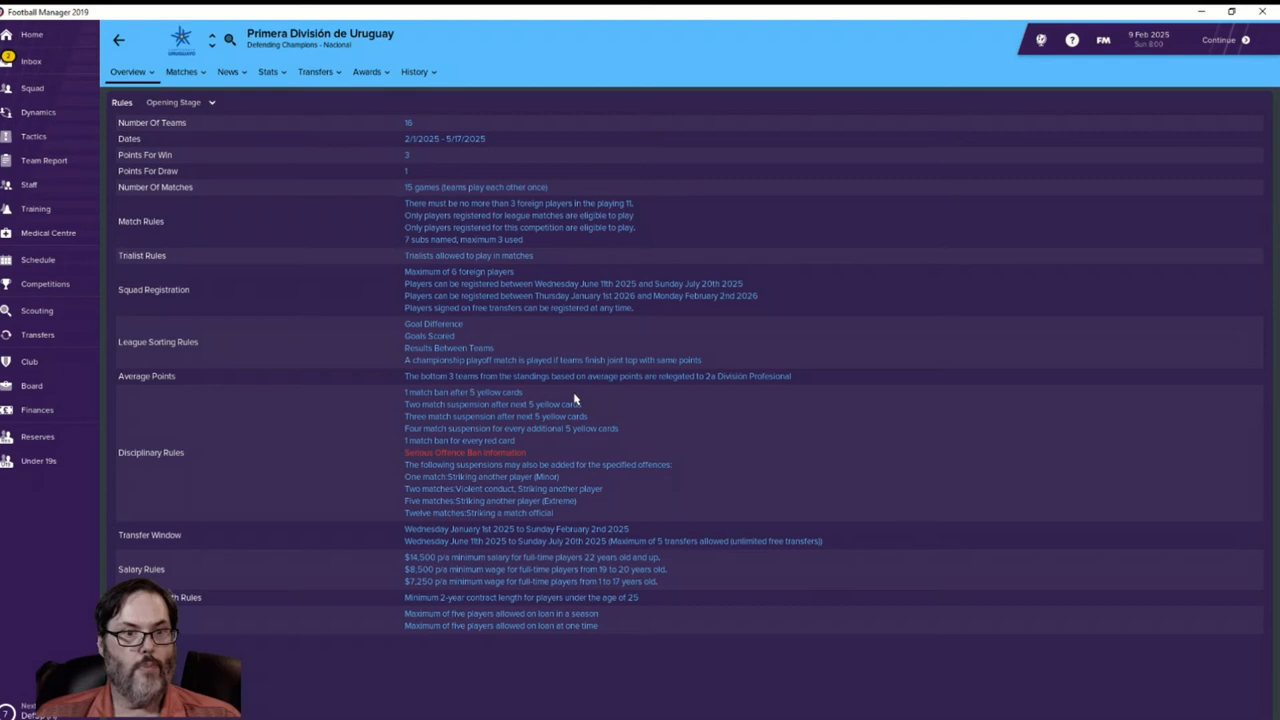 Football Manager 2019
Home
2
Inbox
Squad
Dynamics
Tactics
Team Report
Staff
Training
Medical Centre
Schedule
Competitions
Scouting
Transfers
Club
Board
Finances
Reserves
Under 19s
7
Primera División de Uruguay
Defending Champions - Nacional
FM
9 Feb 2025
Sun 8:00
Continue
Overview
Matches
News
Stats
Transfers
Awards
History
Rules
Opening Stage
Number Of Teams
16
Dates
2/1/2025 - 5/17/2025
Points For Win
3
Points For Draw
1
Number Of Matches
15 games (teams play each other once)
Match Rules
There must be no more than 3 foreign players in the playing 11.
Only players registered for league matches are eligible to play
Only players registered for this competition are eligible to play.
7 subs named, maximum 3 used
Trialist Rules
Trialists allowed to play in matches
Squad Registration
Maximum of 6 foreign players
Players can be registered between Wednesday June 11th 2025 and Sunday July 20th 2025
Players can be registered between Thursday January 1st 2026 and Monday February 2nd 2026
Players signed on free transfers can be registered at any time.
League Sorting Rules
Goal Difference
Goals Scored
Results Between Teams
A championship playoff match is played if teams finish joint top with same points
Average Points
The bottom 3 teams from the standings based on average points are relegated to 2a División Profesional
Disciplinary Rules
1 match ban after 5 yellow cards
Two match suspension after next 5 yellow cards
Three match suspension after next 5 yellow cards
Four match suspension for every additional 5 yellow cards
1 match ban for every red card
Serious Offence Ban Information
The following suspensions may also be added for the specified offences:
One match:Striking another player (Minor)
Two matches:Violent conduct, Striking another player
Five matches:Striking another player (Extreme)
Twelve matches:Striking a match official
Transfer Window
Wednesday January 1st 2025 to Sunday February 2nd 2025
Wednesday June 11th 2025 to Sunday July 20th 2025 (Maximum of 5 transfers allowed (unlimited free transfers))
Salary Rules
$14,500 p/a minimum salary for full-time players 22 years old and up.
$8,500 p/a minimum wage for full-time players from 19 to 20 years old.
$7,250 p/a minimum wage for full-time players from 1 to 17 years old.
Rules
Minimum 2-year contract length for players under the age of 25
Maximum of five players allowed on loan in a season
Maximum of five players allowed on loan at one time